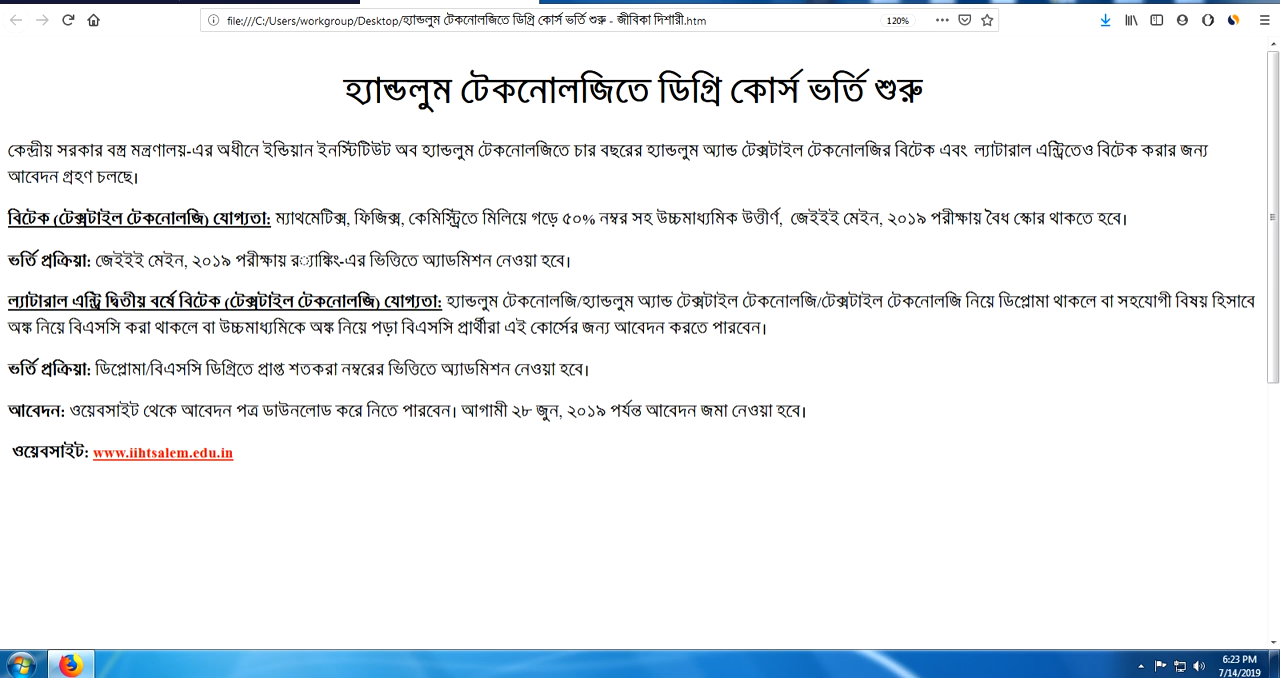 file:///C:/Users/workgroup/Desktop/হ্যান্ডলুম টেকনোলজিতে ডিগ্রি কোর্স ভর্তি শুরু - জীবিকা দিশারী.htm
120%
হ্যান্ডলুম টেকনোলজিতে ডিগ্রি কোর্স ভর্তি শুরু
কেন্দ্রীয় সরকার বস্ত্র মন্ত্রণালয়-এর অধীনে ইন্ডিয়ান ইনস্টিটিউট অব হ্যান্ডলুম টেকনোলজিতে চার বছরের হ্যান্ডলুম অ্যান্ড টেক্সটাইল টেকনোলজির বিটেক এবং ল্যাটারাল এন্ট্রিতেও বিটেক করার জন্য
আবেদন গ্রহণ চলছে।
বিটেক (টেক্সটাইল টেকনোলজি) যোগ্যতা: ম্যাথমেটিক্স, ফিজিক্স, কেমিস্ট্রিতে মিলিয়ে গড়ে ৫০% নম্বর সহ উচ্চমাধ্যমিক উত্তীর্ণ, জেইইই মেইন, ২০১৯ পরীক্ষায় বৈধ স্কোর থাকতে হবে।
ভর্তি প্রক্রিয়া: জেইইই মেইন, ২০১৯ পরীক্ষায় র‍্যাঙ্কিং-এর ভিত্তিতে অ্যাডমিশন নেওয়া হবে।
ল্যাটারাল এন্ট্রি দ্বিতীয় বর্ষে বিটেক (টেক্সটাইল টেকনোলজি) যোগ্যতা: হ্যান্ডলুম টেকনোলজি/হ্যান্ডলুম অ্যান্ড টেক্সটাইল টেকনোলজি/টেক্সটাইল টেকনোলজি নিয়ে ডিপ্লোমা থাকলে বা সহযোগী বিষয় হিসাবে
অঙ্ক নিয়ে বিএসসি করা থাকলে বা উচ্চমাধ্যমিকে অঙ্ক নিয়ে পড়া বিএসসি প্রার্থীরা এই কোর্সের জন্য আবেদন করতে পারবেন।
ভর্তি প্রক্রিয়া: ডিপ্লোমা/বিএসসি ডিগ্রিতে প্রাপ্ত শতকরা নম্বরের ভিত্তিতে অ্যাডমিশন নেওয়া হবে।
আবেদন: ওয়েবসাইট থেকে আবেদন পত্র ডাউনলোড করে নিতে পারবেন। আগামী ২৮ জুন, ২০১৯ পর্যন্ত আবেদন জমা নেওয়া হবে।
ওয়েবসাইট: www.iihtsalem.edu.in
6:23 PM
7/14/2019